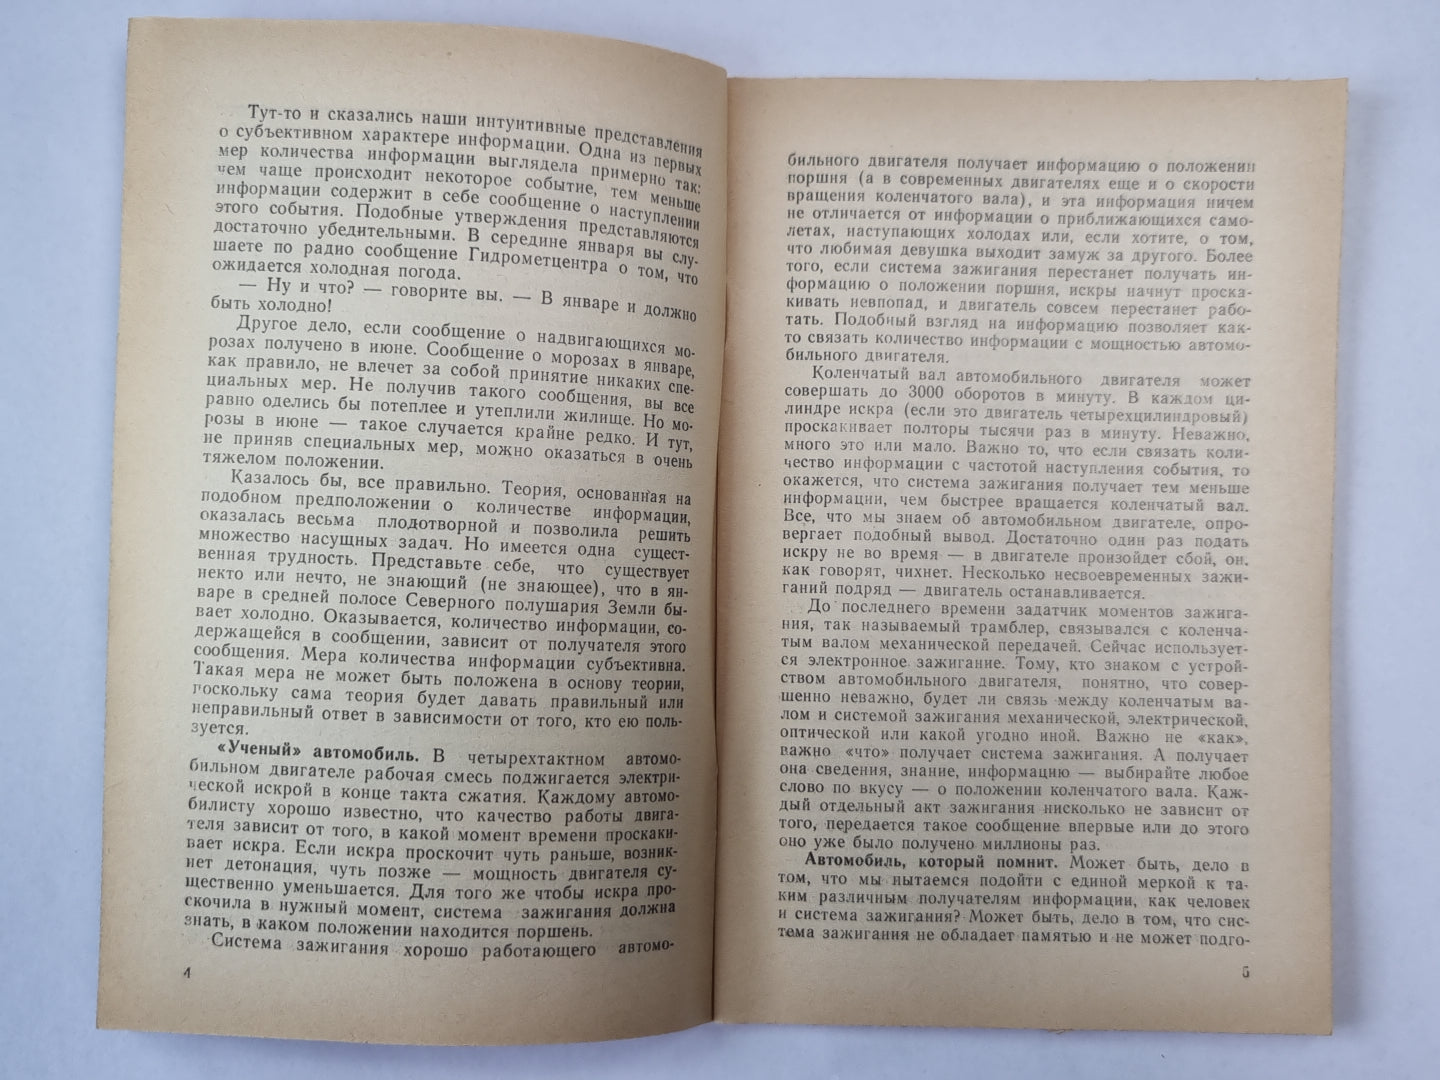 Тут-то и сказались наши интуитивные представления
о субъективном характере информации. Одна из первых
мер количества информации выглядела примерно так:
чем чаще происходит некоторое событие, тем меньше
информации содержит в себе сообщение о наступлении
этого события. Подобные утверждения представляются
достаточно убедительными. В середине января вы слу-
шаете по радио сообщение Гидрометцентра о том, что
ожидается холодная погода.
— Ну и что? — говорите вы. — В январе и должно
быть холодно!
Другое дело, если сообщение о надвигающихся мо-
розах получено в июне. Сообщение о морозах в январе,
как правило, не влечет за собой принятие никаких спе-
циальных мер. Не получив такого сообщения, вы все
равно оделись бы потеплее и утеплили жилище. Но мо-
розы в июне — такое случается крайне редко. И тут,
не приняв специальных мер, можно оказаться в очень
тяжелом положении.
Казалось бы, все правильно. Теория, основанная на
подобном предположении о количестве информации,
оказалась весьма плодотворной и позволила решить
множество насущных задач. Но имеется одна сущест-
венная трудность. Представьте себе, что существует
некто или нечто, не знающий (не знающее), что в ян-
варе в средней полосе Северного полушария Земли бы-
вает холодно. Оказывается, количество информации, со-
держащейся в сообщении, зависит от получателя этого
сообщения. Мера количества информации субъективна.
Такая мера не может быть положена в основу теории,
поскольку сама теория будет давать правильный или
неправильный ответ в зависимости от того, кто ею поль-
зуется.
«Ученый» автомобиль. В четырехтактном автомо-
бильном двигателе рабочая смесь поджигается электри-
ческой искрой в конце такта сжатия. Каждому автомо-
билисту хорошо известно, что качество работы двига-
теля зависит от того, в какой момент времени проскаки-
вает искра. Если искра проскочит чуть раньше, возник-
нет детонация, чуть позже — мощность двигателя су-
щественно уменьшается. Для того же чтобы искра про-
скочила в нужный момент, система зажигания должна
знать, в каком положении находится поршень.
Система зажигания хорошо работающего автомо-
4
бильного двигателя получает информацию о положении
поршня (а в современных двигателях еще и о скорости
вращения коленчатого вала), и эта информация ничем
не отличается от информации о приближающихся само-
летах, наступающих холодах или, если хотите, о том,
что любимая девушка выходит замуж за другого. Более
того, если система зажигания перестанет получать ин-
формацию о положении поршня, искры начнут проска-
кивать невпопад, и двигатель совсем перестанет рабо-
тать. Подобный взгляд на информацию позволяет как-
то связать количество информации с мощностью автомо-
бильного двигателя.
Коленчатый вал автомобильного двигателя может
совершать до 3000 оборотов в минуту. В каждом ци-
линдре искра (если это двигатель четырехцилиндровый)
проскакивает полторы тысячи раз в минуту. Неважно,
много это или мало. Важно то, что если связать коли-
чество информации с частотой наступления события, то
окажется, что система зажигания получает тем меньше
информации, чем быстрее вращается коленчатый вал.
Все, что мы знаем об автомобильном двигателе, опро-
вергает подобный вывод. Достаточно один раз подать
искру не во время — в двигателе произойдет сбой, он,
как говорят, чихнет. Несколько несвоевременных зажи-
ганий подряд — двигатель останавливается.
До последнего времени задатчик моментов зажига-
ния, так называемый трамблер, связывался с коленча-
тым валом механической передачей. Сейчас использует-
ся электронное зажигание. Тому, кто знаком с устрой-
ством автомобильного двигателя, понятно, что совер-
шенно неважно, будет ли связь между коленчатым ва-
лом и системой зажигания механической, электрической,
оптической или какой угодно иной. Важно не «как»,
важно «что» получает система зажигания. А получает
она сведения, знание, информацию — выбирайте любое
слово по вкусу — о положении коленчатого вала. Каж-
дый отдельный акт зажигания нисколько не зависит от
того, передается такое сообщение впервые или до этого
оно уже было получено миллионы раз.
Автомобиль, который помнит. Может быть, дело в
том, что мы пытаемся подойти с единой меркой к та-
ким различным получателям информации, как человек
и система зажигания? Может быть, дело в том, что сис-
тема зажигания не обладает памятью и не может подго-
5